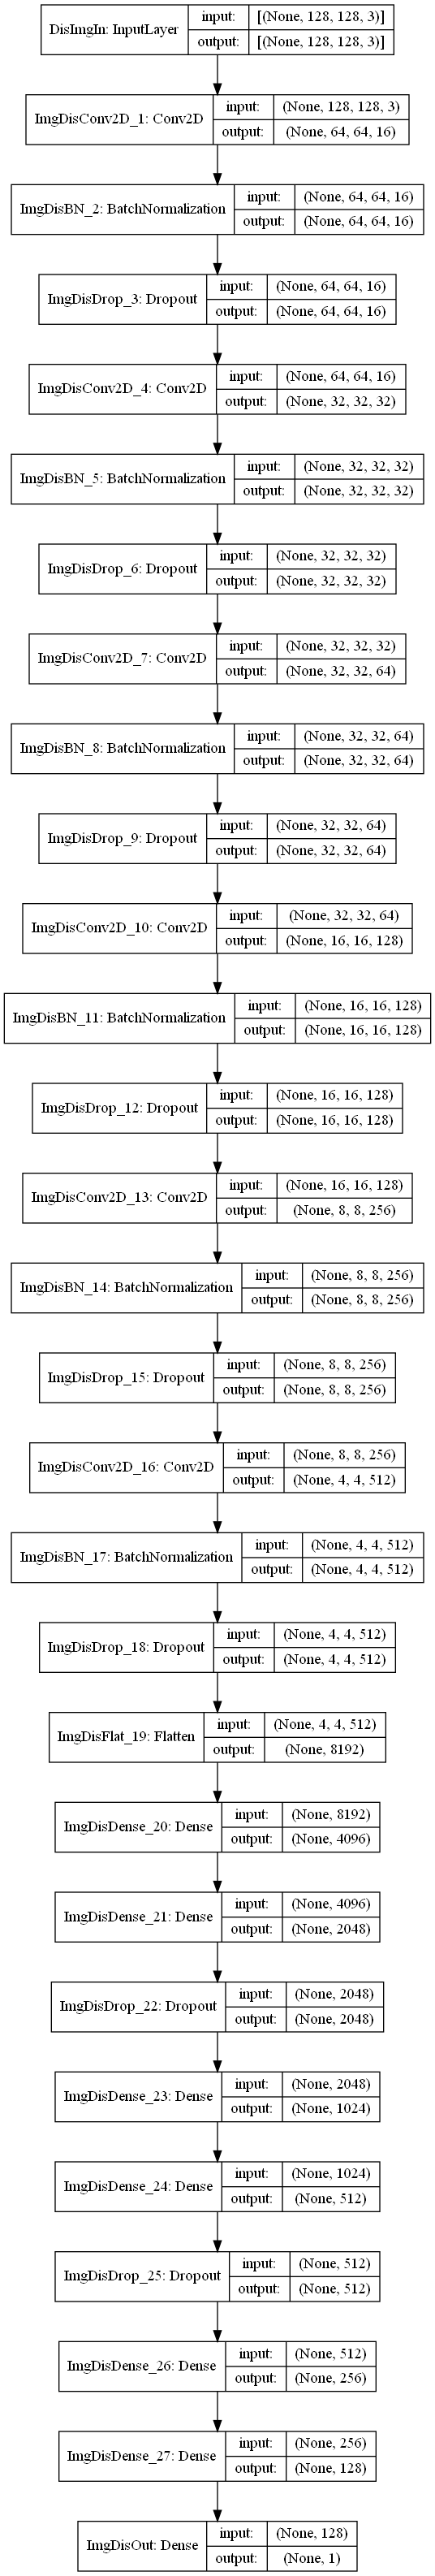 DisImgIn: InputLayer
input: [(None, 128, 128, 3)]
output: [(None, 128, 128, 3)]
ImgDisConv2D_1: Conv2D
input: (None, 128, 128, 3)
output: (None, 64, 64, 16)
ImgDisBN_2: BatchNormalization
input: (None, 64, 64, 16)
output: (None, 64, 64, 16)
ImgDisDrop_3: Dropout
input: (None, 64, 64, 16)
output: (None, 64, 64, 16)
ImgDisConv2D_4: Conv2D
input: (None, 64, 64, 16)
output: (None, 32, 32, 32)
ImgDisBN_5: BatchNormalization
input: (None, 32, 32, 32)
output: (None, 32, 32, 32)
ImgDisDrop_6: Dropout
input: (None, 32, 32, 32)
output: (None, 32, 32, 32)
ImgDisConv2D_7: Conv2D
input: (None, 32, 32, 32)
output: (None, 32, 32, 64)
ImgDisBN_8: BatchNormalization
input: (None, 32, 32, 64)
output: (None, 32, 32, 64)
ImgDisDrop_9: Dropout
input: (None, 32, 32, 64)
output: (None, 32, 32, 64)
ImgDisConv2D_10: Conv2D
input: (None, 32, 32, 64)
output: (None, 16, 16, 128)
ImgDisBN_11: BatchNormalization
input: (None, 16, 16, 128)
output: (None, 16, 16, 128)
ImgDisDrop_12: Dropout
input: (None, 16, 16, 128)
output: (None, 16, 16, 128)
ImgDisConv2D_13: Conv2D
input: (None, 16, 16, 128)
output: (None, 8, 8, 256)
ImgDisBN_14: BatchNormalization
input: (None, 8, 8, 256)
output: (None, 8, 8, 256)
ImgDisDrop_15: Dropout
input: (None, 8, 8, 256)
output: (None, 8, 8, 256)
ImgDisConv2D_16: Conv2D
input: (None, 8, 8, 256)
output: (None, 4, 4, 512)
ImgDisBN_17: BatchNormalization
input: (None, 4, 4, 512)
output: (None, 4, 4, 512)
ImgDisDrop_18: Dropout
input: (None, 4, 4, 512)
output: (None, 4, 4, 512)
ImgDisFlat_19: Flatten
input: (None, 4, 4, 512)
output: (None, 8192)
ImgDisDense_20: Dense
input: (None, 8192)
output: (None, 4096)
ImgDisDense_21: Dense
input: (None, 4096)
output: (None, 2048)
ImgDisDrop_22: Dropout
input: (None, 2048)
output: (None, 2048)
ImgDisDense_23: Dense
input: (None, 2048)
output: (None, 1024)
ImgDisDense_24: Dense
input: (None, 1024)
output: (None, 512)
ImgDisDrop_25: Dropout
input: (None, 512)
output: (None, 512)
ImgDisDense_26: Dense
input: (None, 512)
output: (None, 256)
ImgDisDense_27: Dense
input: (None, 256)
output: (None, 128)
ImgDisOut: Dense
input: (None, 128)
output: (None, 1)